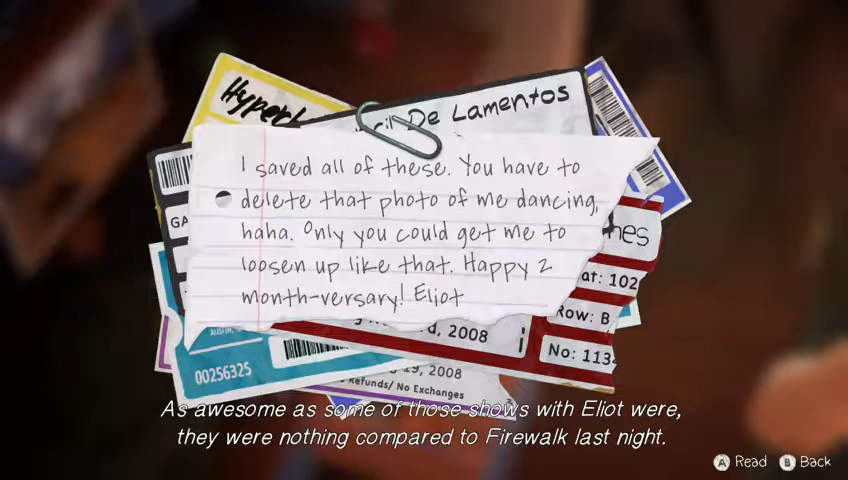 De Lamentos
I saved all of these. You have to
delete that photo of me dancing,
haha. Only you could get me to
loosen up like that. Happy 2
month-versary! Eliot
GA
at: 102
Row: B
No: 113
2008
00256325
2008
Refunds/ No Exchanges
As awesome as some of those shows with Eliot were,
they were nothing compared to Firewalk last night.
A Read B Back